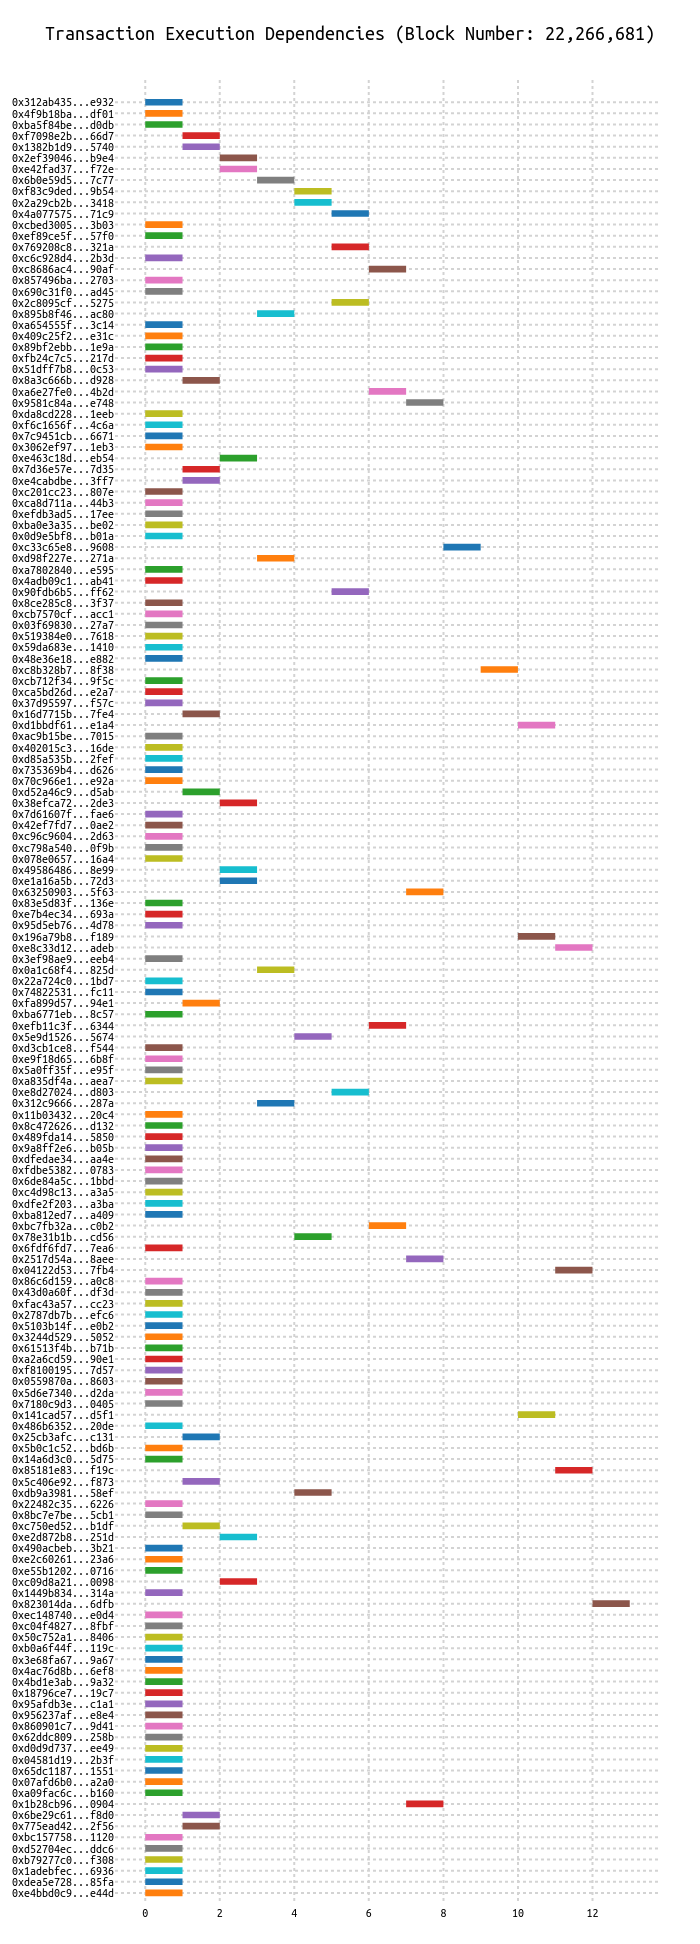 Transaction Execution Dependencies (Block Number: 22,266,681)
0x312ab435...e932
0x4f9b18ba...df01
0xba5f84be...d0db
0xf7098e2b...66d7
0x1382b1d9...5740
0x2ef39046...b9e4
0xe42fad37...f72e
0x6b0e59d5...7c77
0xf83c9ded...9b54
0x2a29cb2b...3418
0x4a077575...71c9
0xcbed3005...3b03
0xef89ce5f...57f0
0x769208c8...321a
0xc6c928d4...2b3d
0xc8686ac4...90af
0x857496ba...2703
0x690c31f0...ad45
0x2c8095cf...5275
0x895b8f46...ac80
0xa654555f...3c14
0x409c25f2...e31c
0x89bf2ebb...1e9a
0xfb24c7c5...217d
0x51dff7b8...0c53
0x8a3c666b...d928
0xa6e27fe0...4b2d
0x9581c84a...e748
0xda8cd228...1eeb
0xf6c1656f...4c6a
0x7c9451cb...6671
0x3062ef97...1eb3
0xe463c18d...eb54
0x7d36e57e...7d35
0xe4cabdbe...3ff7
0xc201cc23...807e
0xca8d711a...44b3
0xefdb3ad5...17ee
0xba0e3a35...be02
0x0d9e5bf8...b01a
0xc33c65e8...9608
0xd98f227e...271a
0xa7802840...e595
0x4adb09c1...ab41
0x90fdb6b5...ff62
0x8ce285c8...3f37
0xcb7570cf...acc1
0x03f69830...27a7
0x519384e0...7618
0x59da683e...1410
0x48e36e18...e882
0xc8b328b7...8f38
0xcb712f34...9f5c
0xca5bd26d...e2a7
0x37d95597...f57c
0x16d7715b...7fe4
0xd1bbdf61...e1a4
0xac9b15be...7015
0x402015c3...16de
0xd85a535b...2fef
0x735369b4...d626
0x70c966e1...e92a
0xd52a46c9...d5ab
0x38efca72...2de3
0x7d61607f...fae6
0x42ef7fd7...0ae2
0xc96c9604...2d63
0xc798a540...0f9b
0x078e0657...16a4
0x49586486...8e99
0xe1a16a5b...72d3
0x63250903...5f63
0x83e5d83f...136e
0xe7b4ec34...693a
0x95d5eb76...4d78
0x196a79b8...f189
0xe8c33d12...adeb
0x3ef98ae9...eeb4
0x0a1c68f4...825d
0x22a724c0...1bd7
0x74822531...fc11
0xfa899d57...94e1
0xba6771eb...8c57
0xefb11c3f...6344
0x5e9d1526...5674
0xd3cb1ce8...f544
0xe9f18d65...6b8f
0x5a0ff35f...e95f
0xa835df4a...aea7
0xe8d27024...d803
0x312c9666...287a
0x11b03432...20c4
0x8c472626...d132
0x489fda14...5850
0x9a8ff2e6...b05b
0xdfedae34...aa4e
0xfdbe5382...0783
0x6de84a5c...1bbd
0xc4d98c13...a3a5
0xdfe2f203...a3ba
0xba812ed7...a409
0xbc7fb32a...c0b2
0x78e31b1b...cd56
0x6fdf6fd7...7ea6
0x2517d54a...8aee
0x04122d53...7fb4
0x86c6d159...a0c8
0x43d0a60f...df3d
0xfac43a57...cc23
0x2787db7b...efc6
0x5103b14f...e0b2
0x3244d529...5052
0x61513f4b...b71b
0xa2a6cd59...90e1
0xf8100195...7d57
0x0559870a...8603
0x5d6e7340...d2da
0x7180c9d3...0405
0x141cad57...d5f1
0x486b6352...20de
0x25cb3afc...c131
0x5b0c1c52...bd6b
0x14a6d3c0...5d75
0x85181e83...f19c
0x5c406e92...f873
0xdb9a3981...58ef
0x22482c35...6226
0x8bc7e7be...5cb1
0xc750ed52...b1df
0xe2d872b8...251d
0x490acbeb...3b21
0xe2c60261...23a6
0xe55b1202...0716
0xc09d8a21...0098
0x1449b834...314a
0x823014da...6dfb
0xec148740...e0d4
0xc04f4827...8fbf
0x50c752a1...8406
0xb0a6f44f...119c
0x3e68fa67...9a67
0x4ac76d8b...6ef8
0x4bd1e3ab...9a32
0x18796ce7...19c7
0x95afdb3e...c1a1
0x956237af...e8e4
0x860901c7...9d41
0x62ddc809...258b
0xd0d9d737...ee49
0x04581d19...2b3f
0x65dc1187...1551
0x07afd6b0...a2a0
0xa09fac6c...b160
0x1b28cb96...0904
0x6be29c61...f8d0
0x775ead42...2f56
0xbc157758...1120
0xd52704ec...ddc6
0xb79277c0...f308
0x1adebfec...6936
0xdea5e728...85fa
0xe4bbd0c9...e44d
0 2 4 6 8 10 12